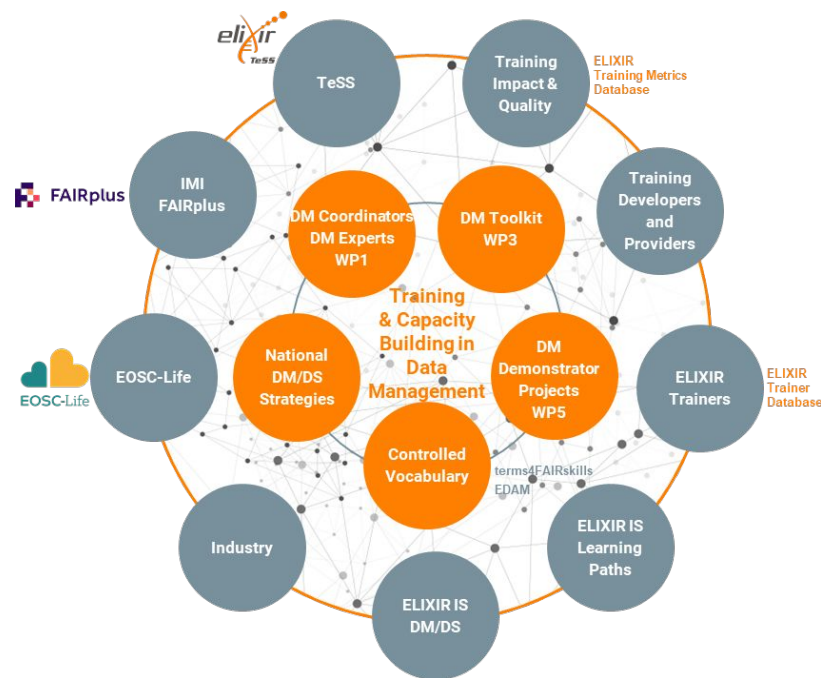 elixir
TeSS
TeSS
Training
Impact &
Quality
ELIXIR
Training Metrics
Database
IMI
FAIRplus
FAIRplus
Training
Developers
and
Providers
DM Coordinators
DM Experts
WP1
DM Toolkit
WP3
Training
& Capacity
Building in
Data
Management
EOSC-Life
EOSC-Life
National
DM/DS
Strategies
DM
Demonstrator
Projects
WP5
ELIXIR
Trainers
ELIXIR
Trainer
Database
Controlled
Vocabulary
terms4FAIRskills
EDAM
Industry
ELIXIR IS
Learning
Paths
ELIXIR IS
DM/DS